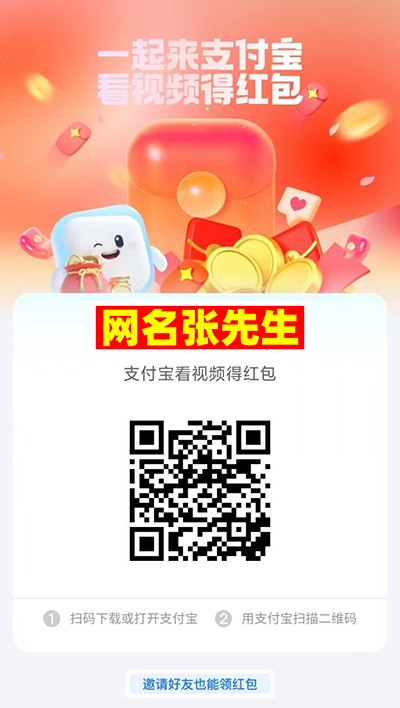 一起来支付宝
看视频得红包
网名张先生
支付宝看视频得红包
1 扫码下载或打开支付宝 2 用支付宝扫描二维码
邀请好友也能领红包